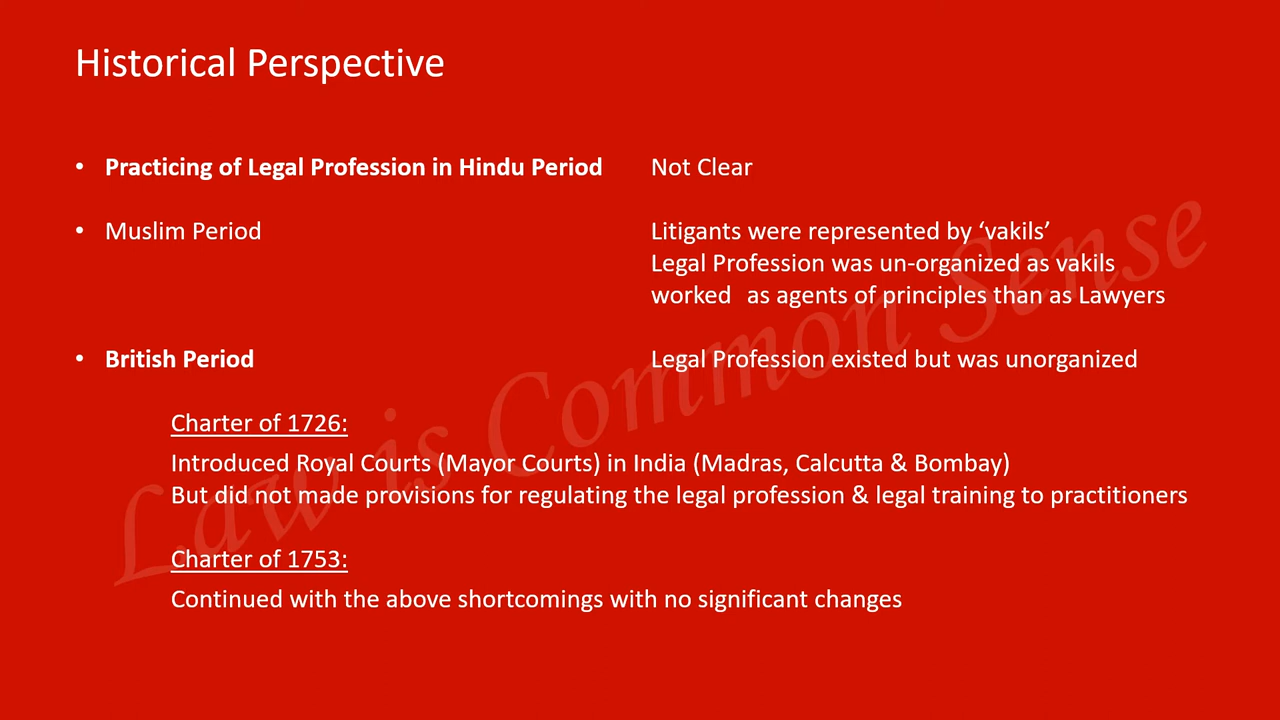 Historical Perspective
• Practicing of Legal Profession in Hindu Period Not Clear
• Muslim Period Litigants were represented by ‘vakils’
Legal Profession was un-organized as vakils
worked as agents of principles than as Lawyers
• British Period Legal Profession existed but was unorganized
Charter of 1726:
Introduced Royal Courts (Mayor Courts) in India (Madras, Calcutta & Bombay)
But did not made provisions for regulating the legal profession & legal training to practitioners
Charter of 1753:
Continued with the above shortcomings with no significant changes
Law is Common Sense